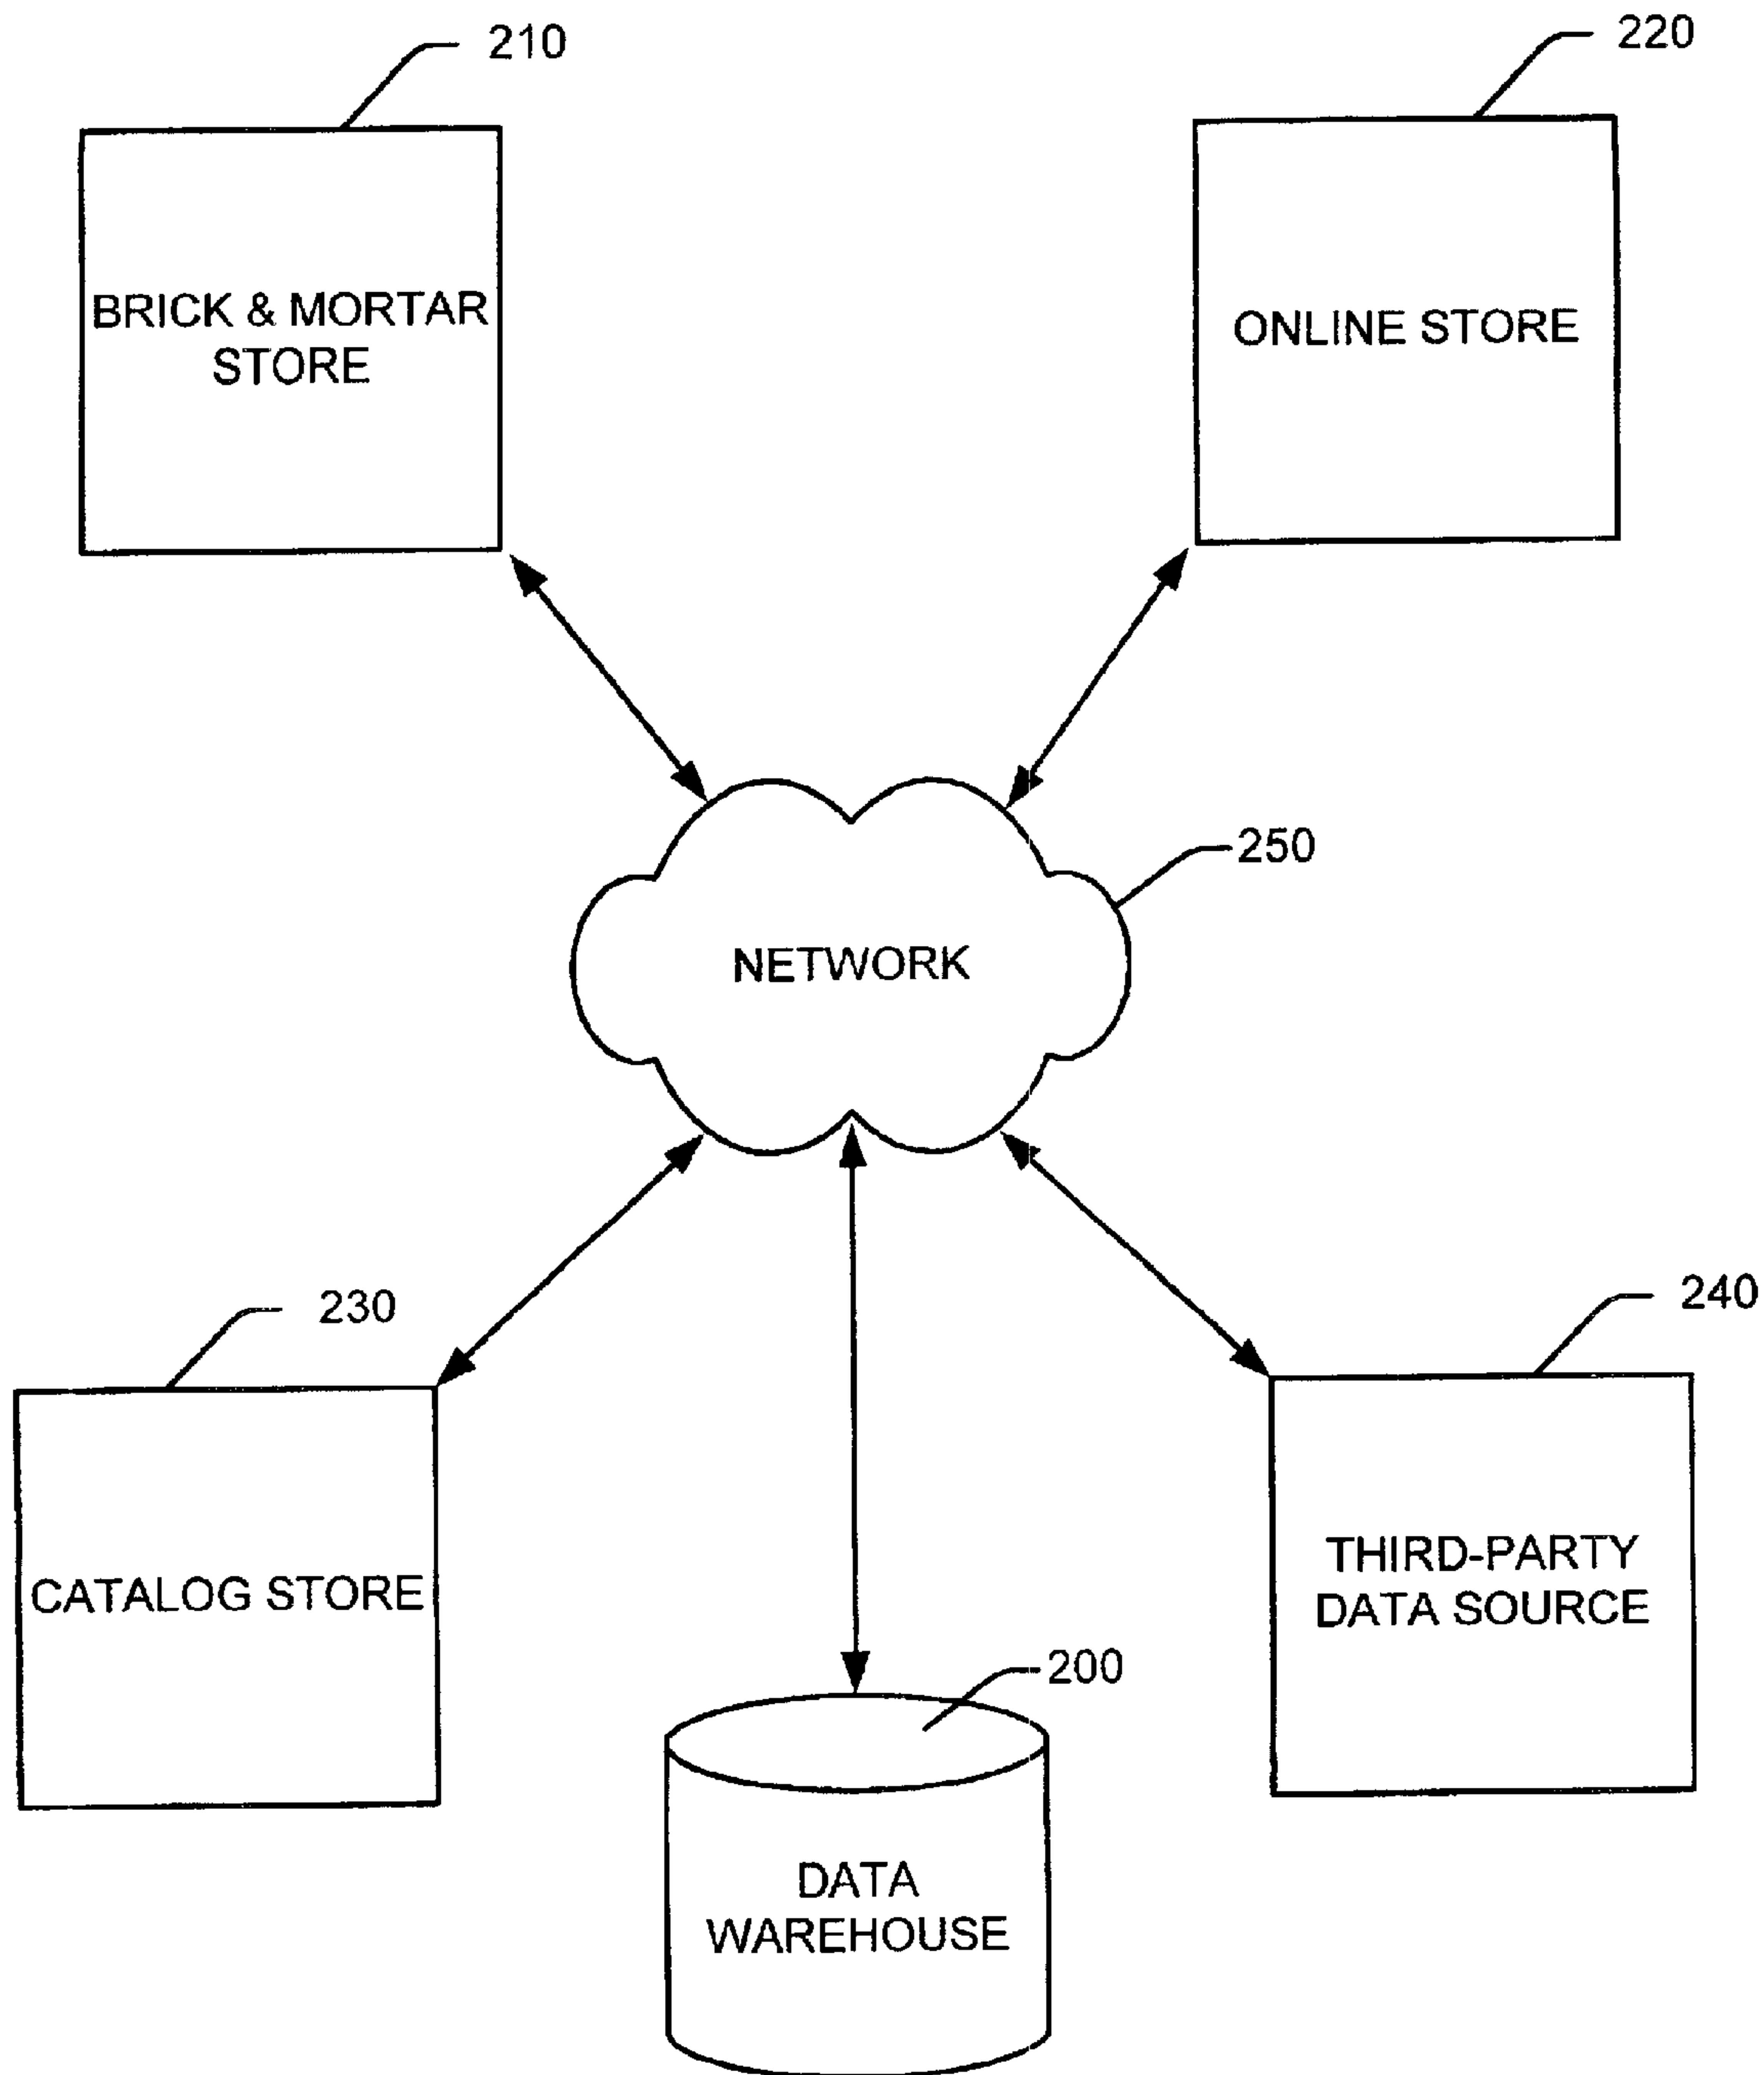 210
220
BRICK & MORTAR
STORE
ONLINE STORE
250
NETWORK
230
240
CATALOG STORE
THIRD-PARTY
DATA SOURCE
200
DATA
WAREHOUSE